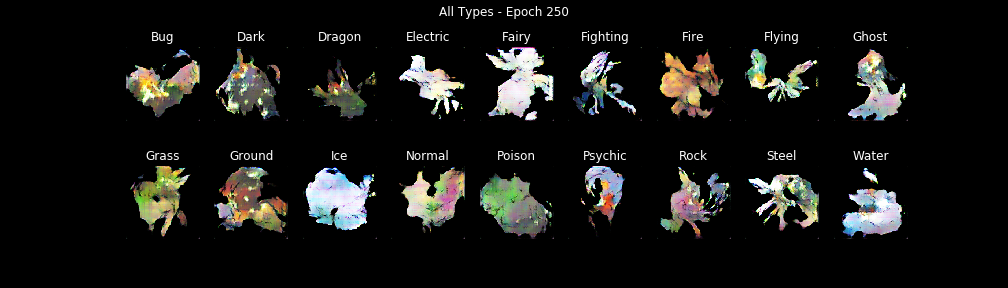 All Types - Epoch 250
Bug Dark Dragon Electric Fairy Fighting Fire Flying Ghost
Grass Ground Ice Normal Poison Psychic Rock Steel Water